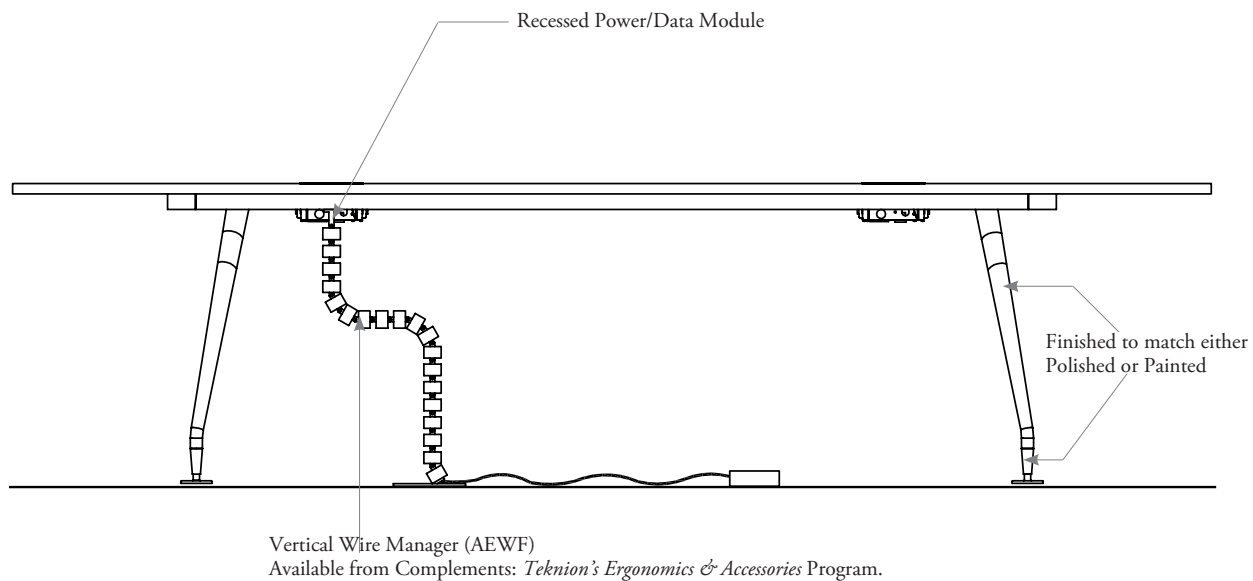 Recessed Power/Data Module
Finished to match either
Polished or Painted
Vertical Wire Manager (AEWF)
Available from Complements: Teknion's Ergonomics & Accessories Program.